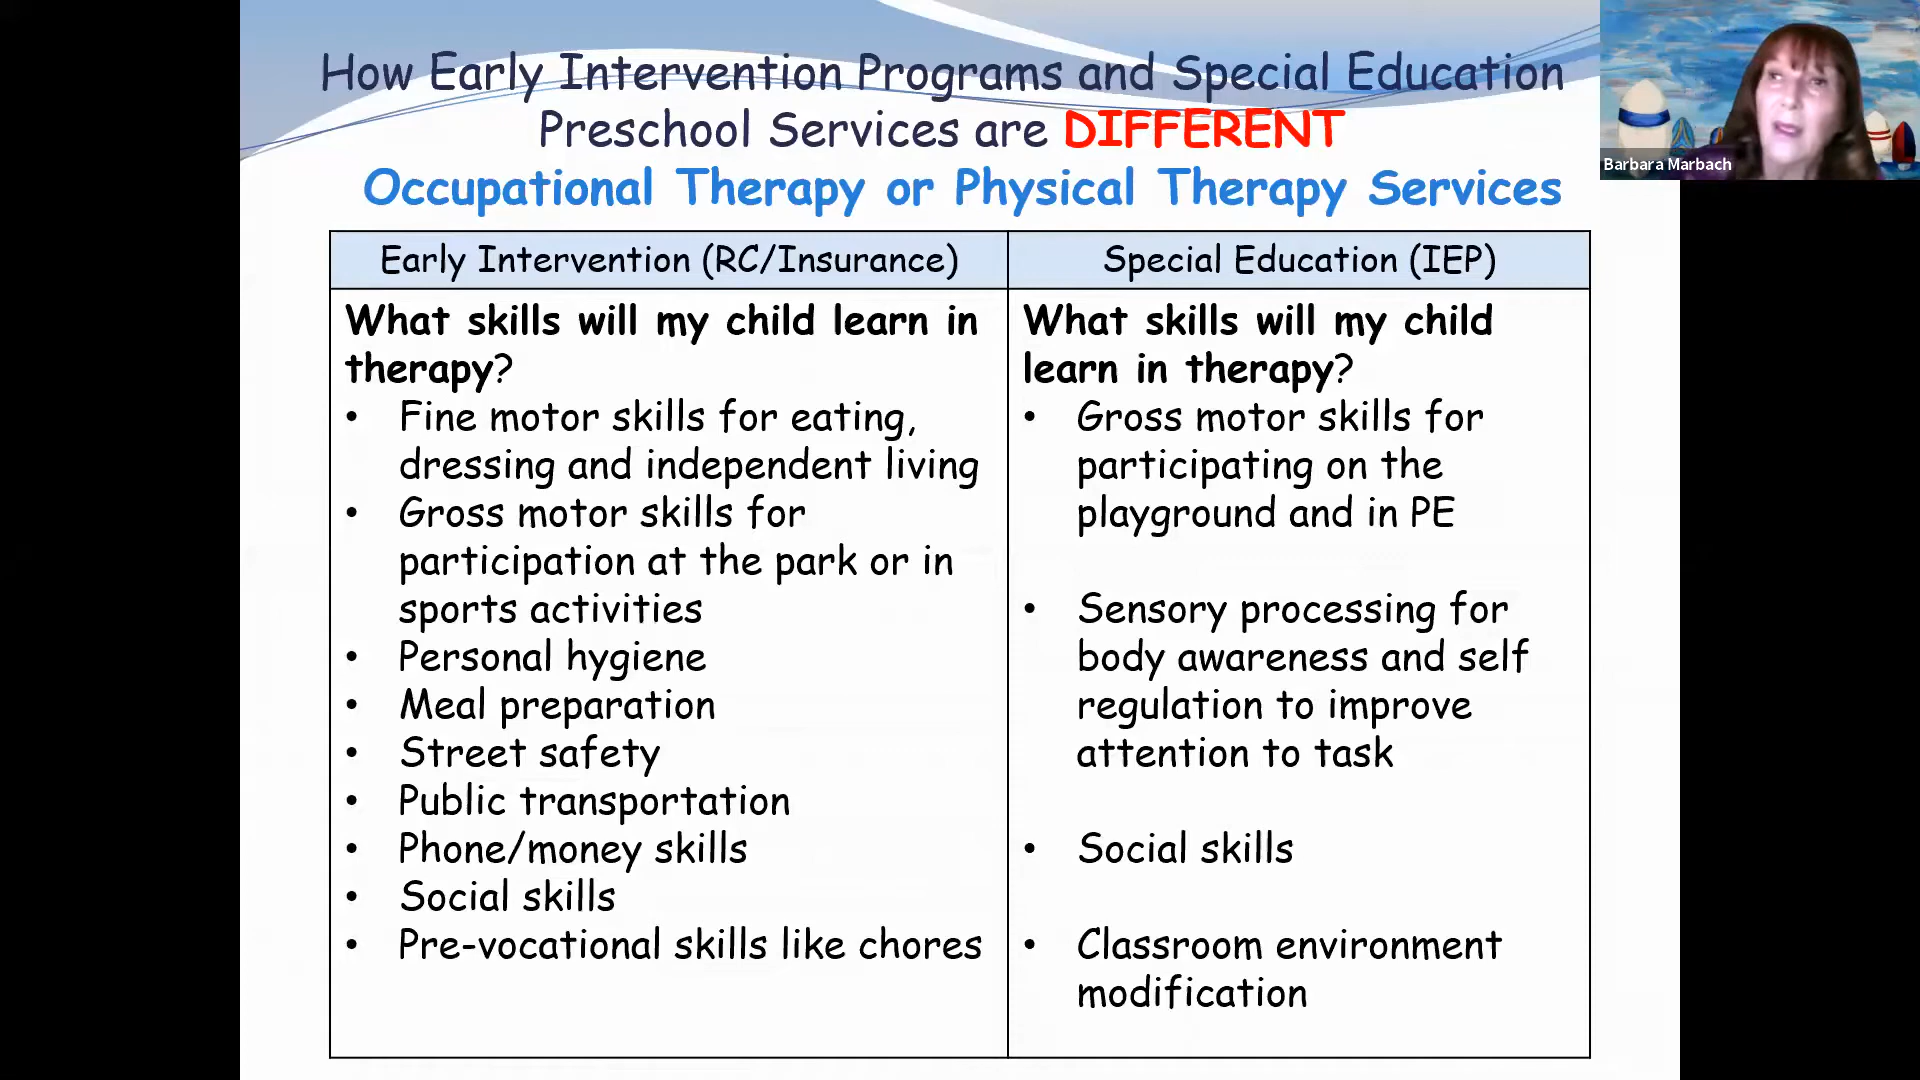 How Early Intervention Programs and Special Education
Preschool Services are DIFFERENT
Occupational Therapy or Physical Therapy Services
Barbara Marbach
Early Intervention (RC/Insurance)
What skills will my child learn in
therapy?
• Fine motor skills for eating,
dressing and independent living
• Gross motor skills for
participation at the park or in
sports activities
• Personal hygiene
• Meal preparation
• Street safety
• Public transportation
• Phone/money skills
• Social skills
• Pre-vocational skills like chores
Special Education (IEP)
What skills will my child
learn in therapy?
• Gross motor skills for
participating on the
playground and in PE
• Sensory processing for
body awareness and self
regulation to improve
attention to task
• Social skills
• Classroom environment
modification